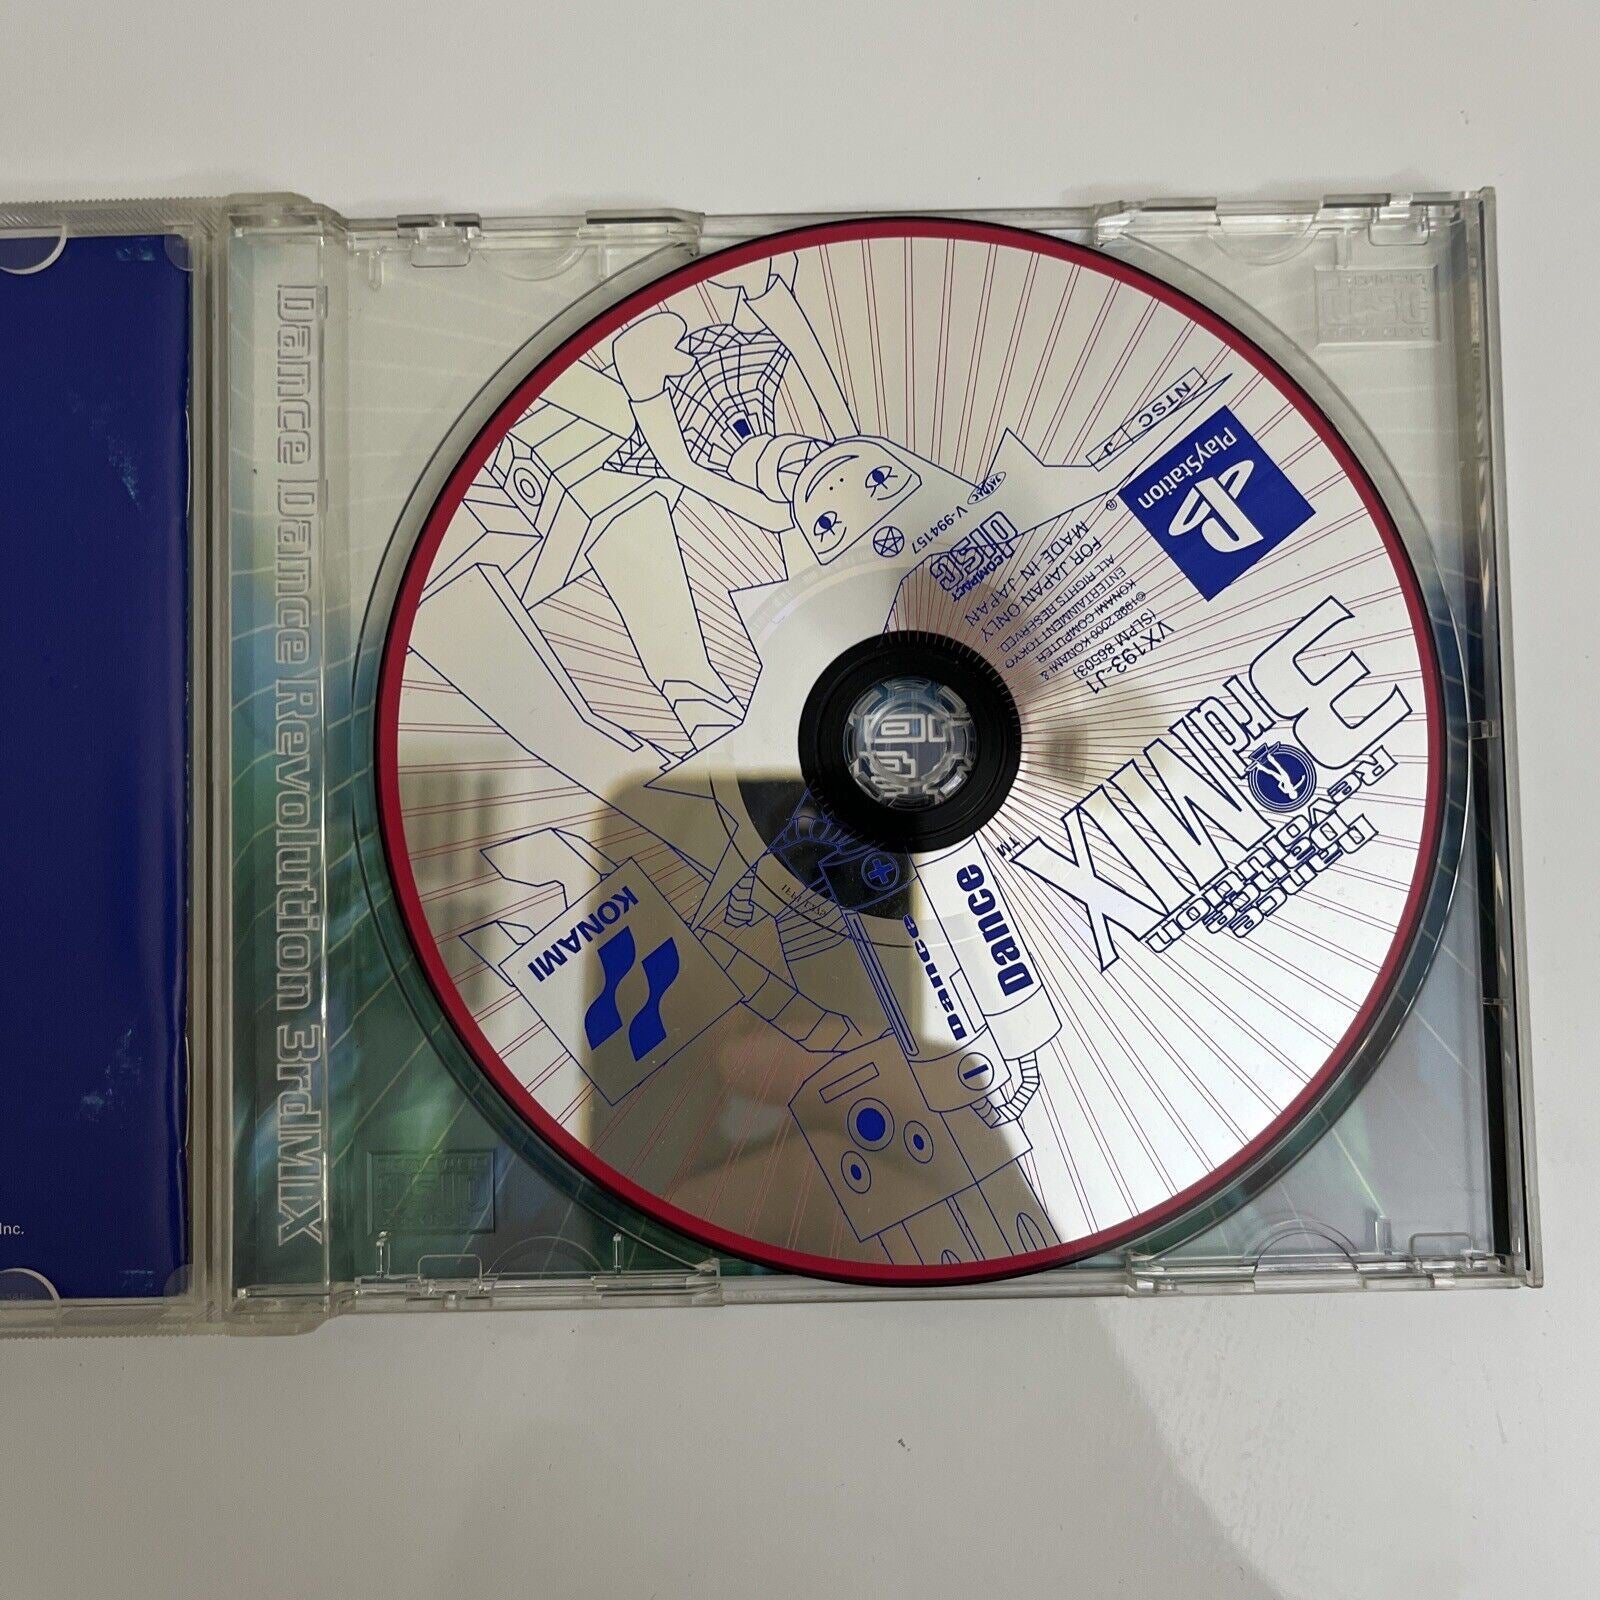 Dance Dance Revolution 3rdMIX
Inc.
PlayStation
NTSC J
®
V-994157
JASRAC
COMPACT
DISC
MADE IN JAPAN
FOR JAPAN ONLY
ALL RIGHTS RESERVED.
ENTERTAINMENT TOKYO
KONAMI COMPUTER
©1998 2000 KONAMI &
(SLPM 86503)
VX193-J1
3rdMIX
TM
Dance
Dance
Revolution
Dance
Dance
KONAMI